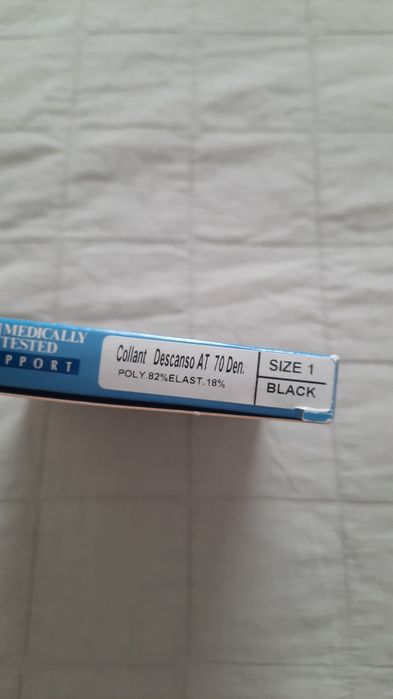 MEDICALLY
TESTED
PPORT
Collant Descanso AT 70 Den.
POLY.82%ELAST.18%
SIZE 1
BLACK